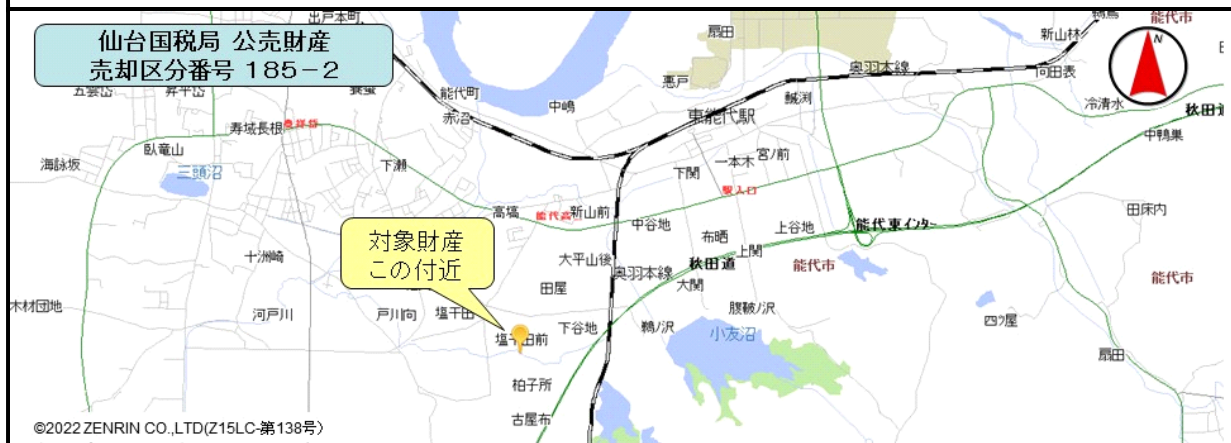 仙台国税局 公売財産
売却区分番号 185-2
出戸本町
扇田
能代市
新山林
五雲岱
昇平岱
能代町
中嶋
悪戸
奥羽本線
向田表
赤沼
東能代駅
鰄渕
冷清水
秋田道
寿域長根
臥竜山
海詠坂
三頭沼
下瀬
下関
一本木
宮ノ前
中鴨巣
駅入口
高塙
能代高
新山前
中谷地
布晒
上谷地
能代東インター
田床内
対象財産
この付近
十洲崎
大平山後
奥羽本線
秋田道
上関
能代市
能代市
木材団地
河戸川
戸川向
塩干田
田屋
大関
腹鞁ノ沢
四ツ屋
塩干田前
下谷地
鵜ノ沢
小友沼
扇田
柏子所
古屋布
N
©2022 ZENRIN CO.,LTD(Z15LC-第138号)